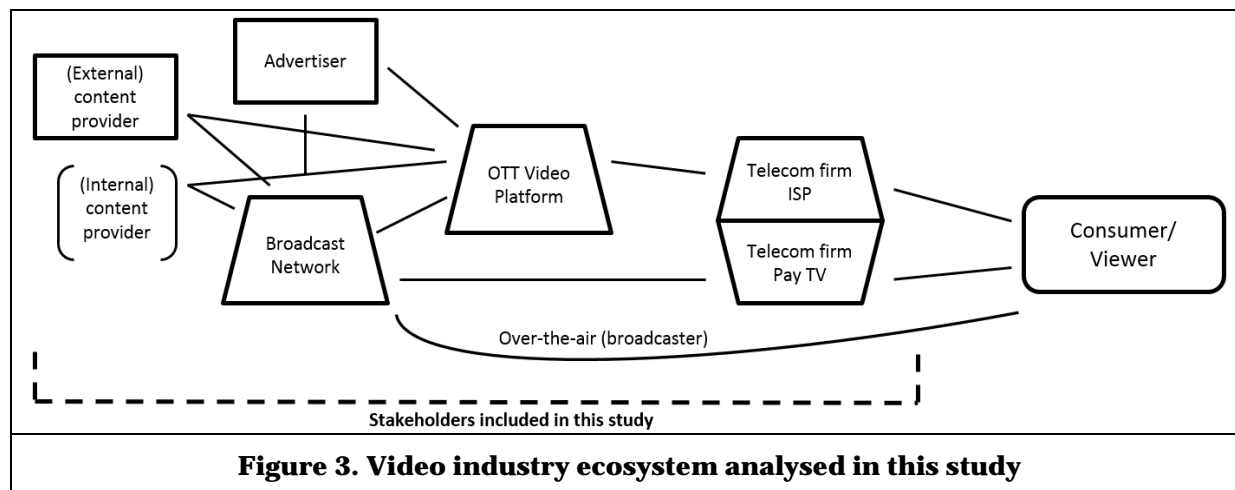 (External)
content
provider
Advertiser
(Internal)
content
provider
OTT Video
Platform
Broadcast
Network
Telecom firm
ISP
Telecom firm
Pay TV
Consumer/
Viewer
Over-the-air (broadcaster)
Stakeholders included in this study
Figure 3. Video industry ecosystem analysed in this study